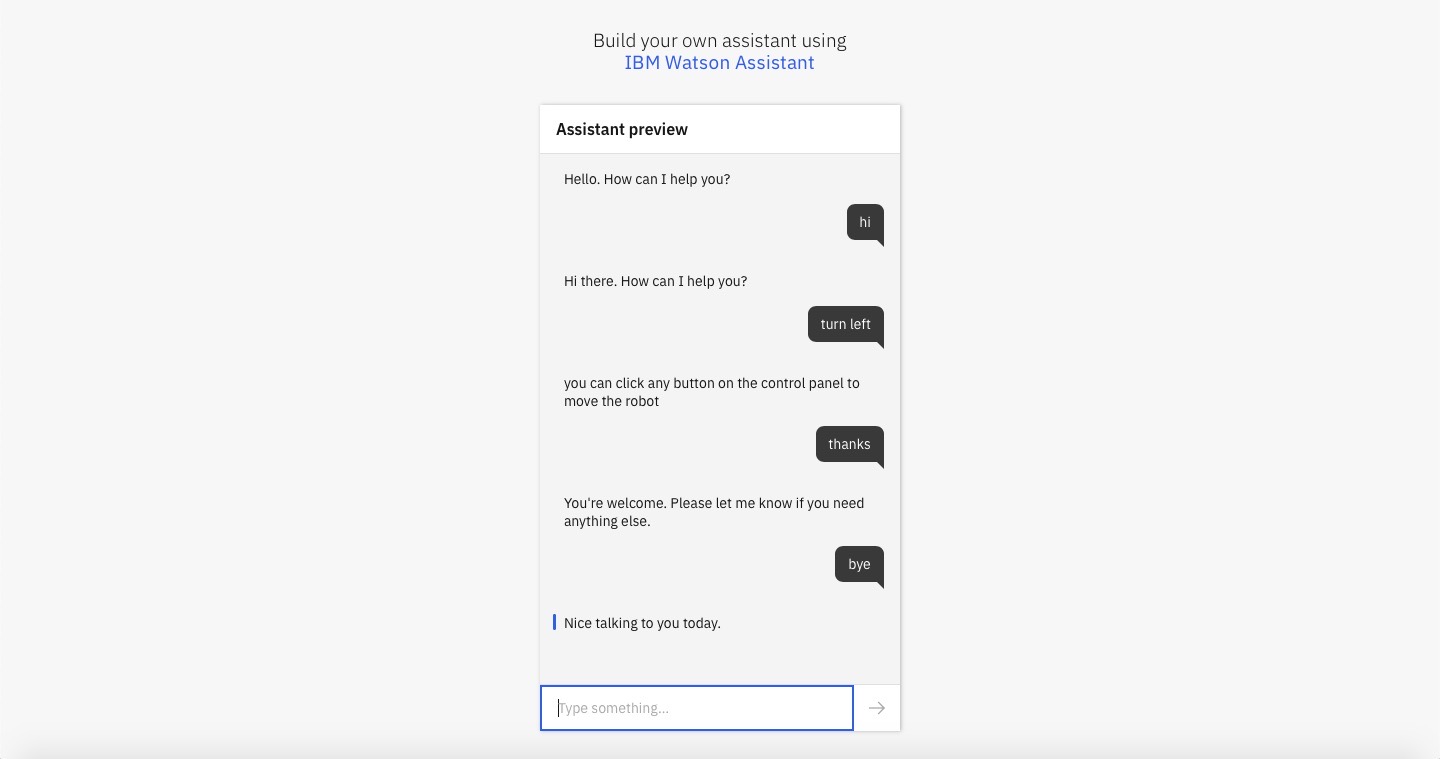 Build your own assistant using
IBM Watson Assistant
Assistant preview
Hello. How can I help you?
hi
Hi there. How can I help you?
turn left
you can click any button on the control panel to
move the robot
thanks
You're welcome. Please let me know if you need
anything else.
bye
Nice talking to you today.
Type something...